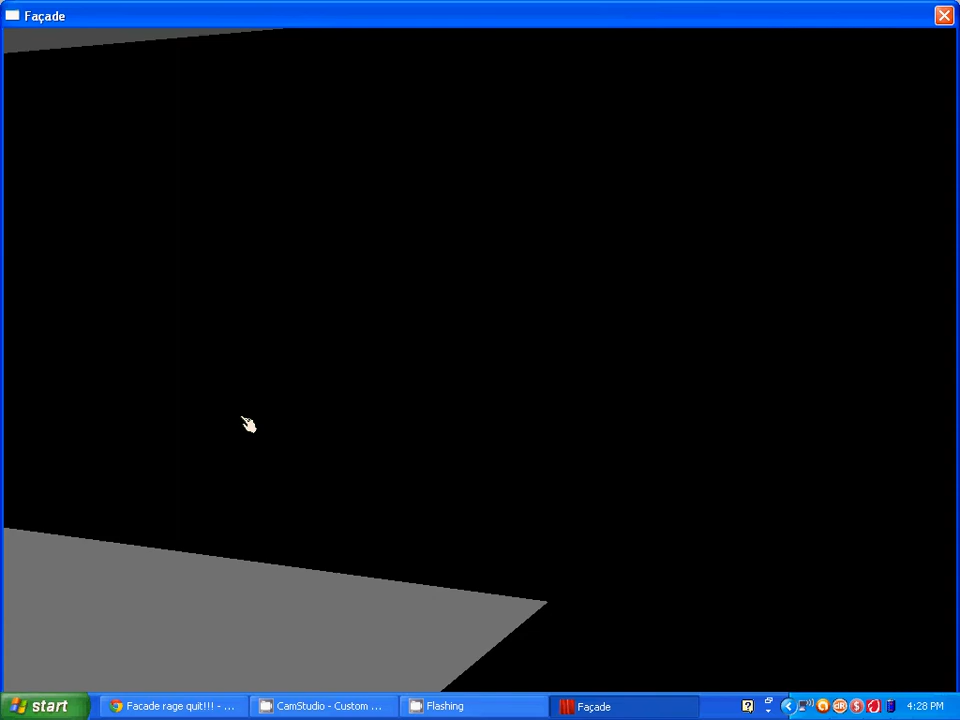 Façade
start
Facade rage quit!!! - ...
CamStudio - Custom ...
Flashing
Façade
4:28 PM